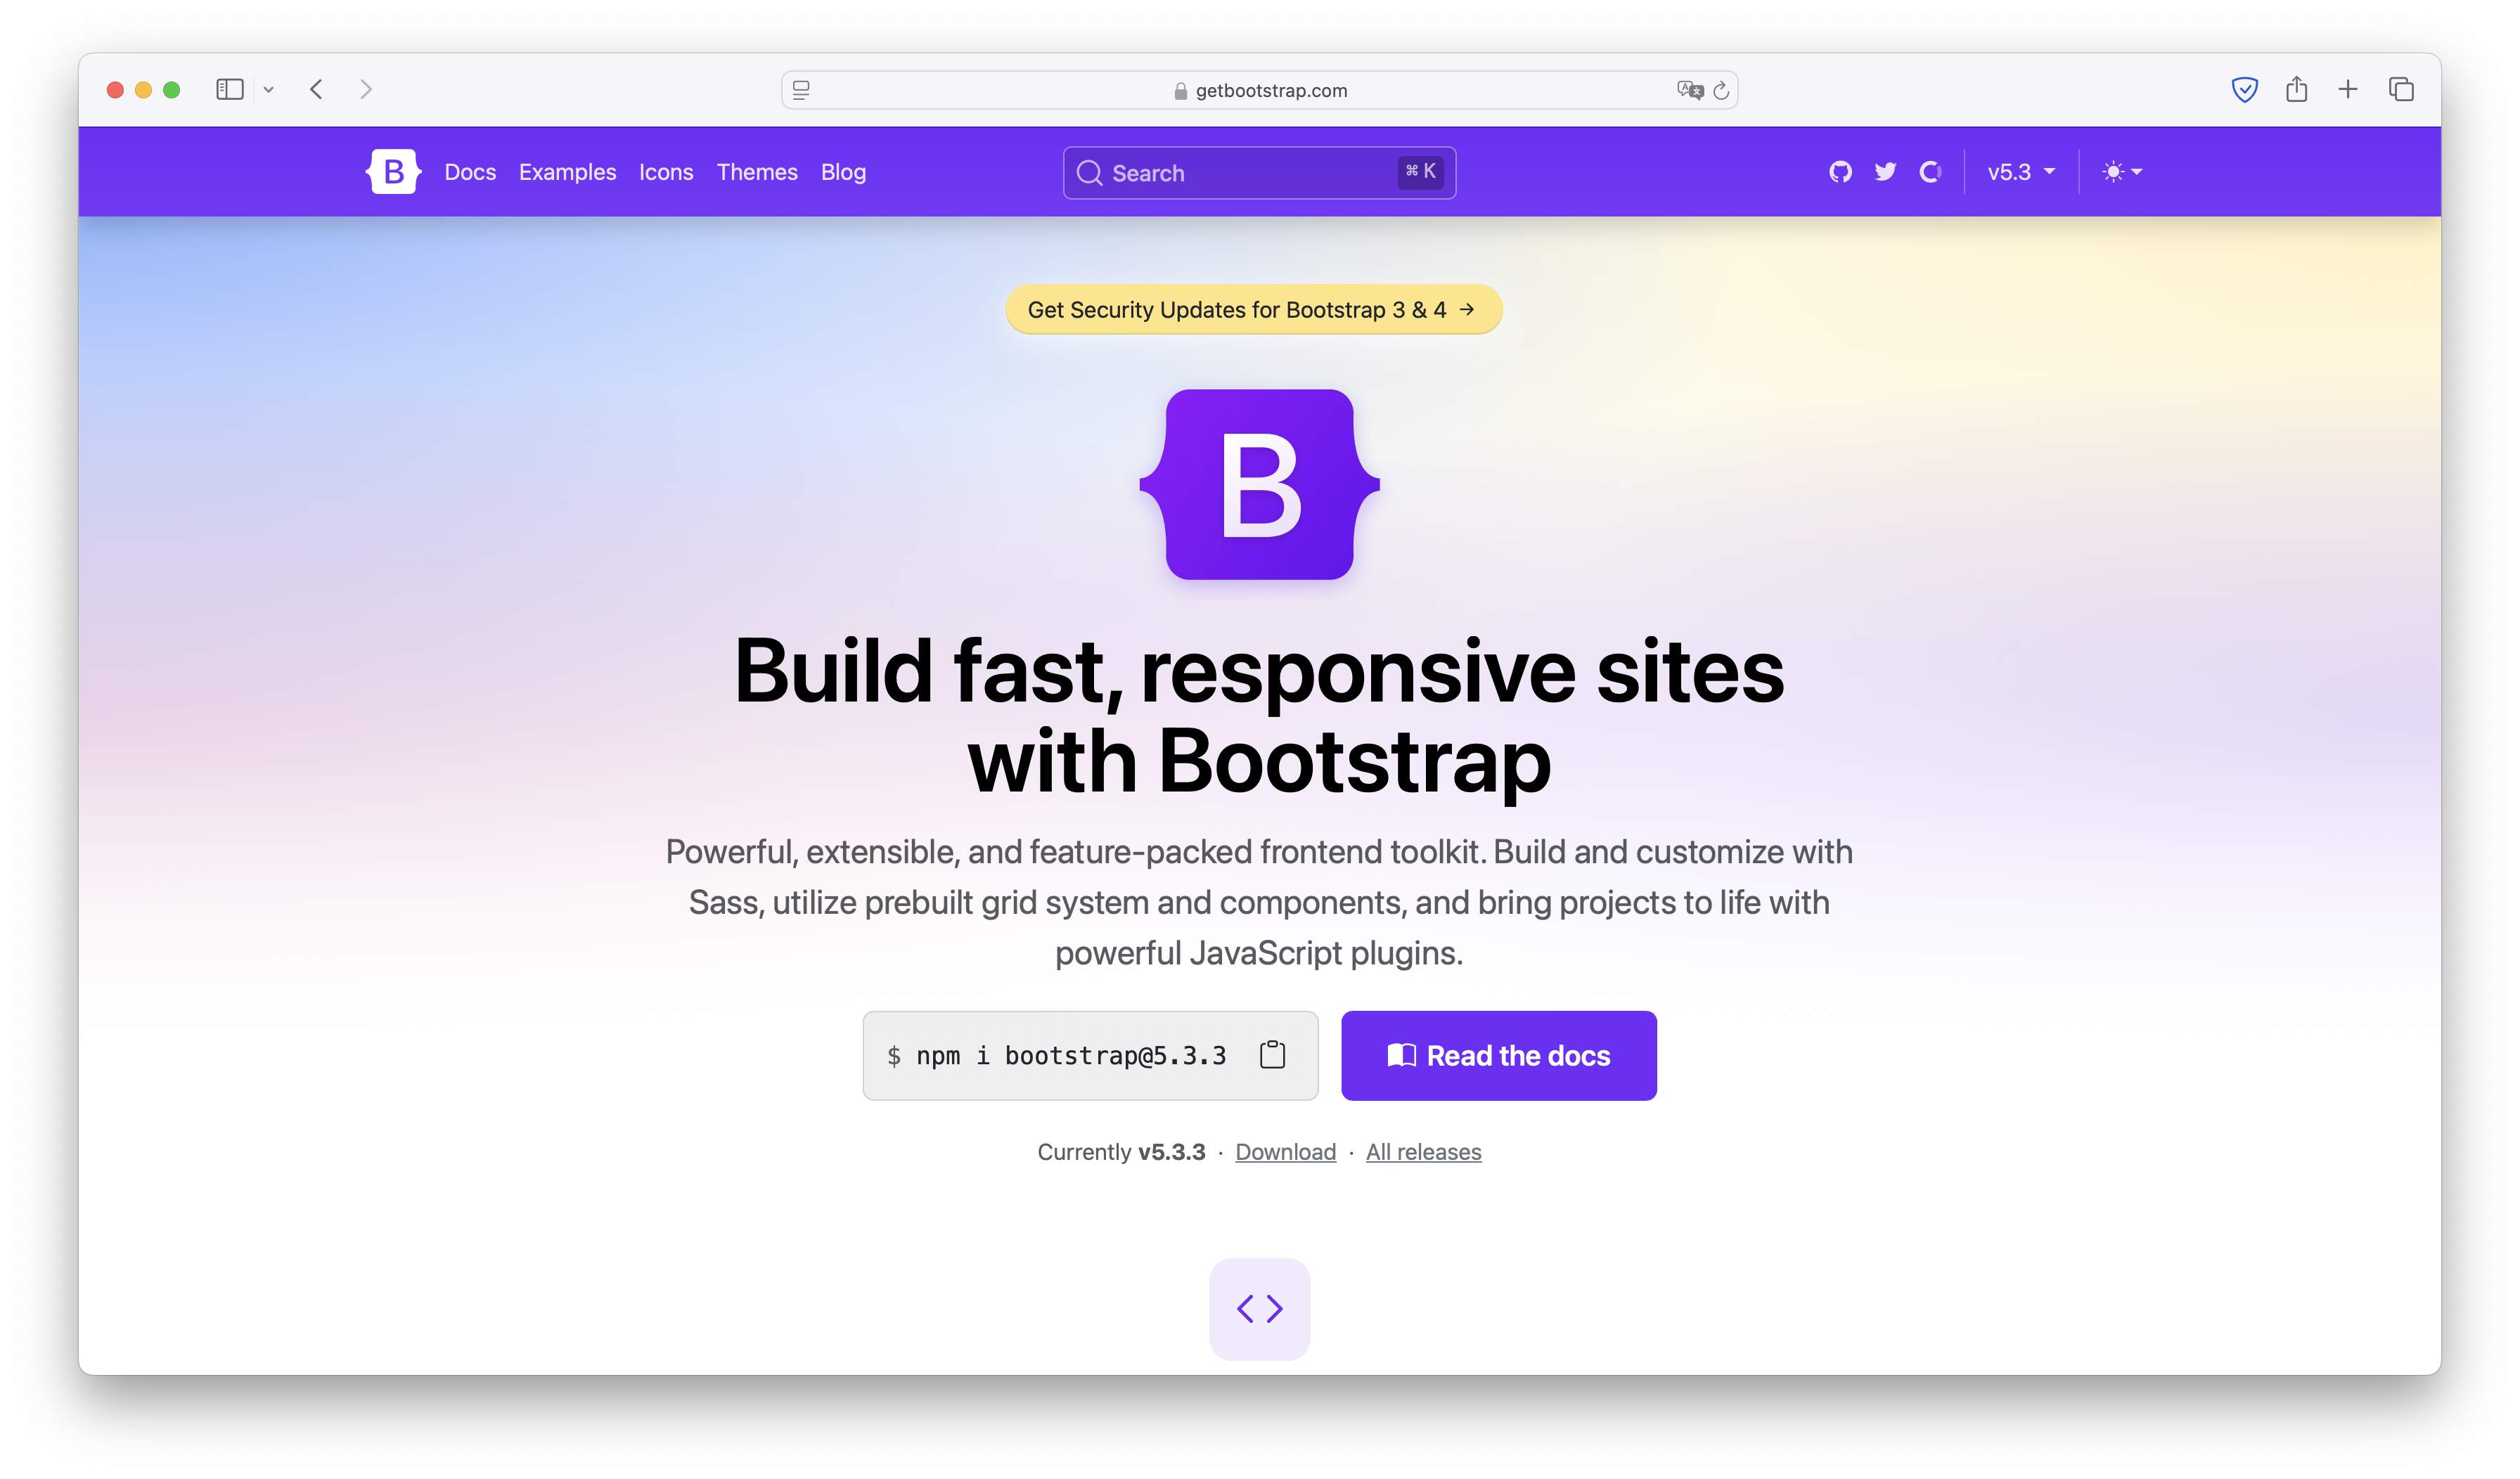 getbootstrap.com
B Docs Examples Icons Themes Blog Search ⌘ K v5.3
Get Security Updates for Bootstrap 3 & 4 →
B
Build fast, responsive sites
with Bootstrap
Powerful, extensible, and feature-packed frontend toolkit. Build and customize with
Sass, utilize prebuilt grid system and components, and bring projects to life with
powerful JavaScript plugins.
$ npm i bootstrap@5.3.3 Read the docs
Currently v5.3.3 · Download · All releases